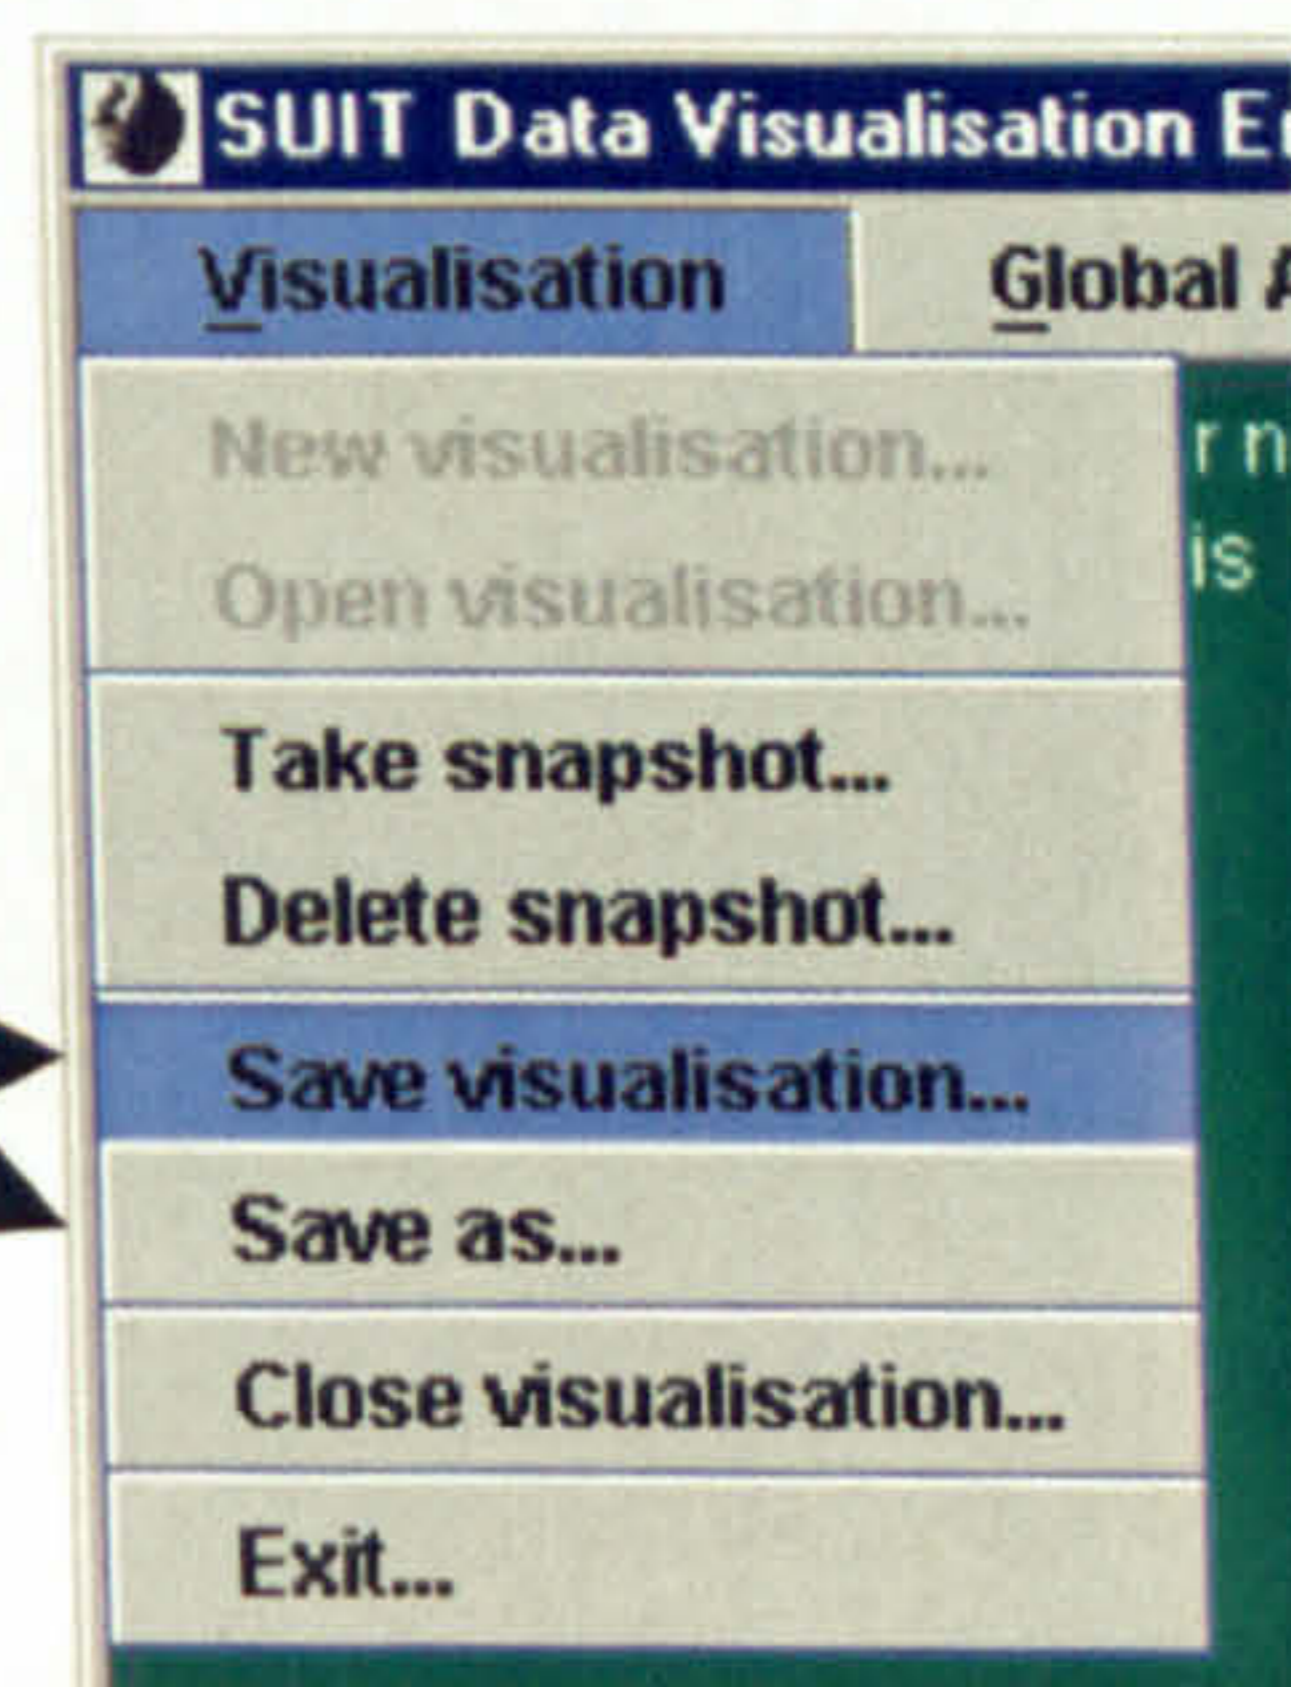 SUIT Data Visualisation
Visualisation Global
New visualisation...
Open visualisation...
is
Take snapshot...
Delete snapshot...
Save visualisation...
Save as...
Close visualisation...
Exit...